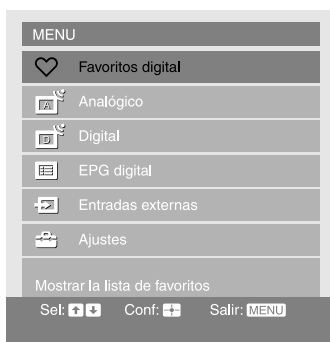 MENU
Favoritos digital
A Analógico
D Digital
EPG digital
Entradas externas
Ajustes
Mostrar la lista de favoritos
Sel: Conf: Salir: MENU